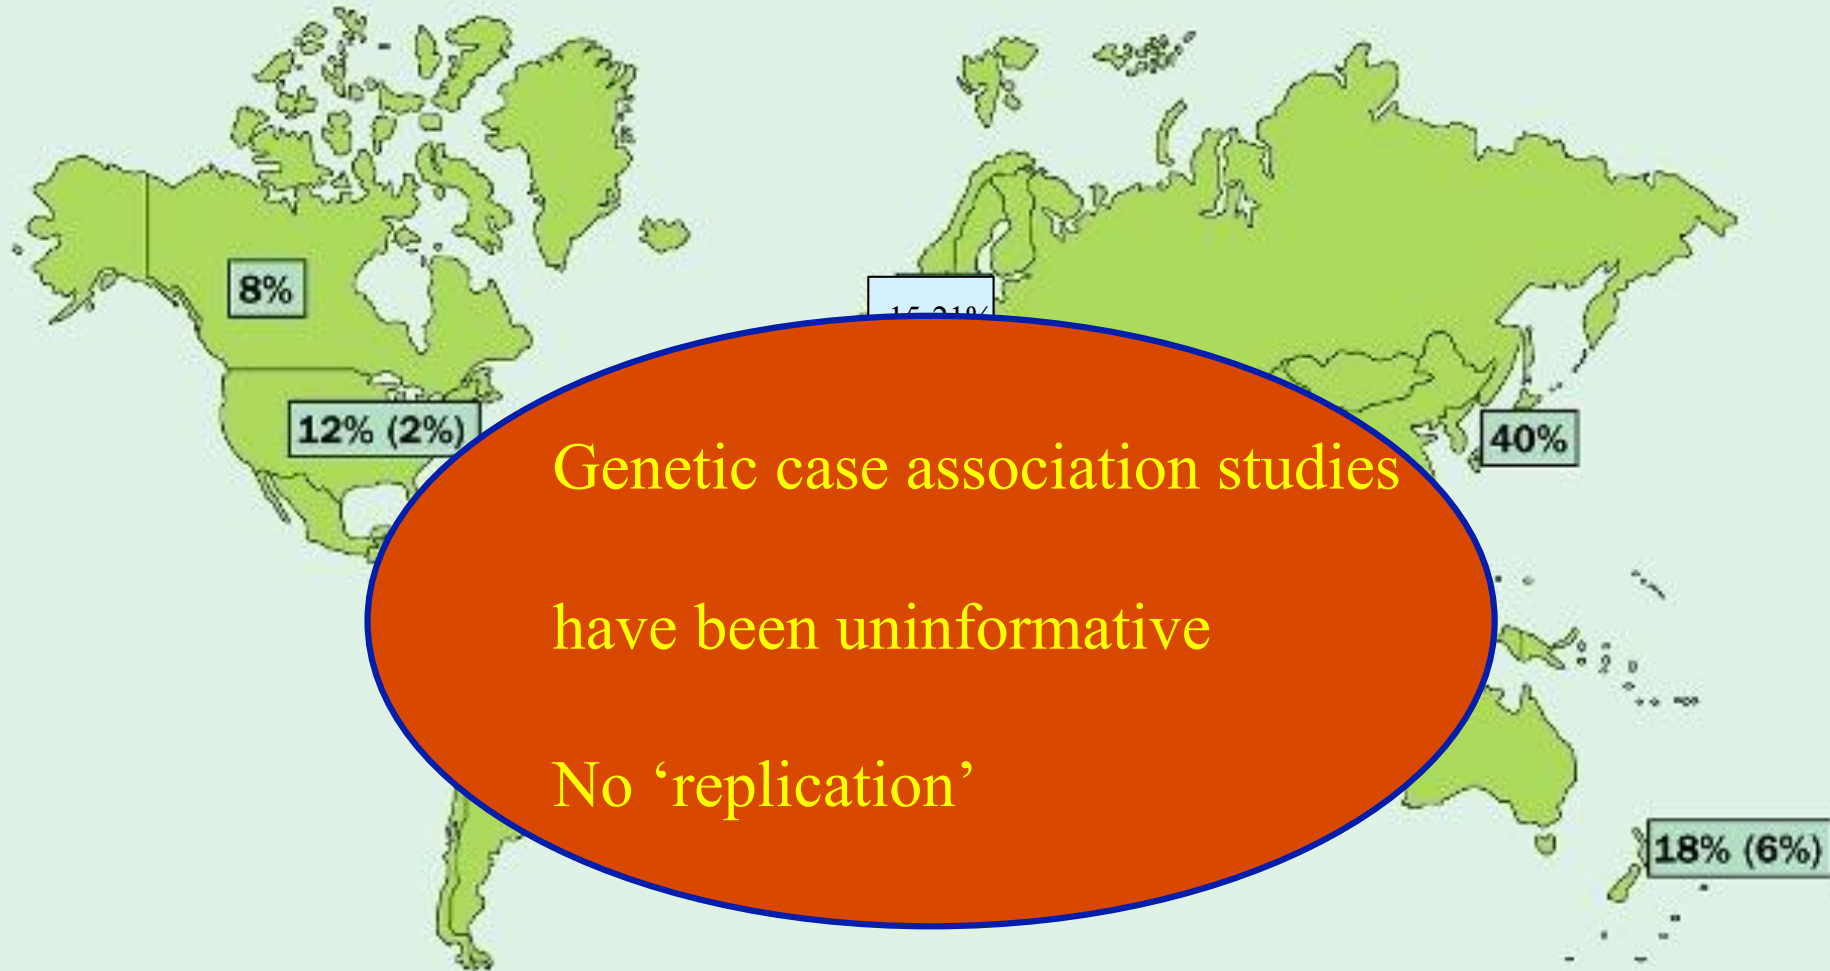 8%
12% (2%)
40%
Genetic case association studies
have been uninformative
No ‘replication’
18% (6%)